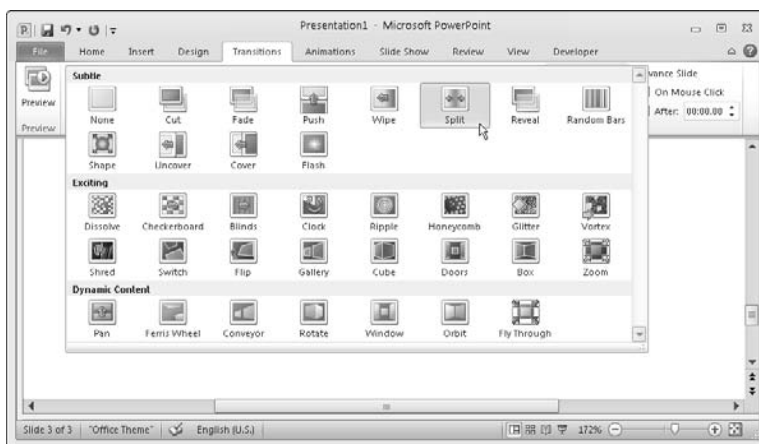 Presentation1 - Microsoft PowerPoint
File Home Insert Design Transitions Animations Slide Show Review View Developer
Preview
Preview
Subtle
None Cut Fade Push Wipe Split Reveal Random Bars
Shape Uncover Cover Flash
Exciting
Dissolve Checkerboard Blinds Clock Ripple Honeycomb Glitter Vortex
Shred Switch Flip Gallery Cube Doors Box Zoom
Dynamic Content
Pan Ferris Wheel Conveyor Rotate Window Orbit Fly Through
vance Slide
On Mouse Click
After: 00:00.00
Slide 3 of 3 "Office Theme" English (U.S.) 172%